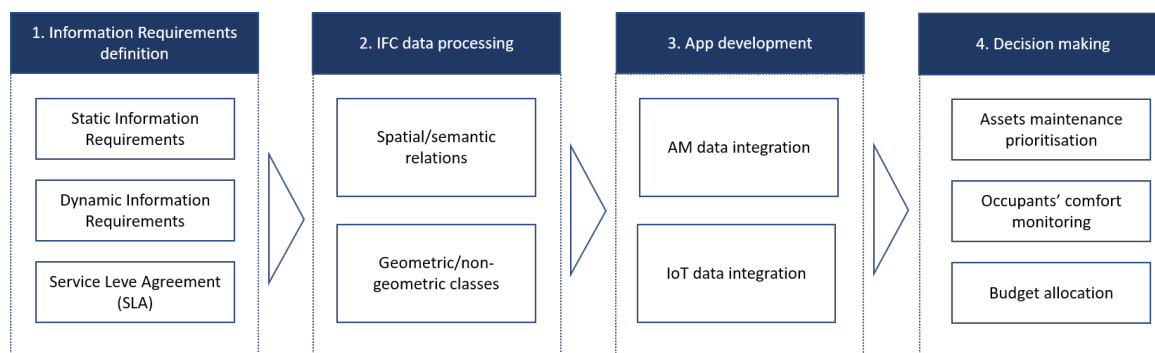 1. Information Requirements
definition
Static Information
Requirements
Dynamic Information
Requirements
Service Leve Agreement
(SLA)
2. IFC data processing
Spatial/semantic
relations
Geometric/non-
geometric classes
3. App development
AM data integration
IoT data integration
4. Decision making
Assets maintenance
prioritisation
Occupants’ comfort
monitoring
Budget allocation